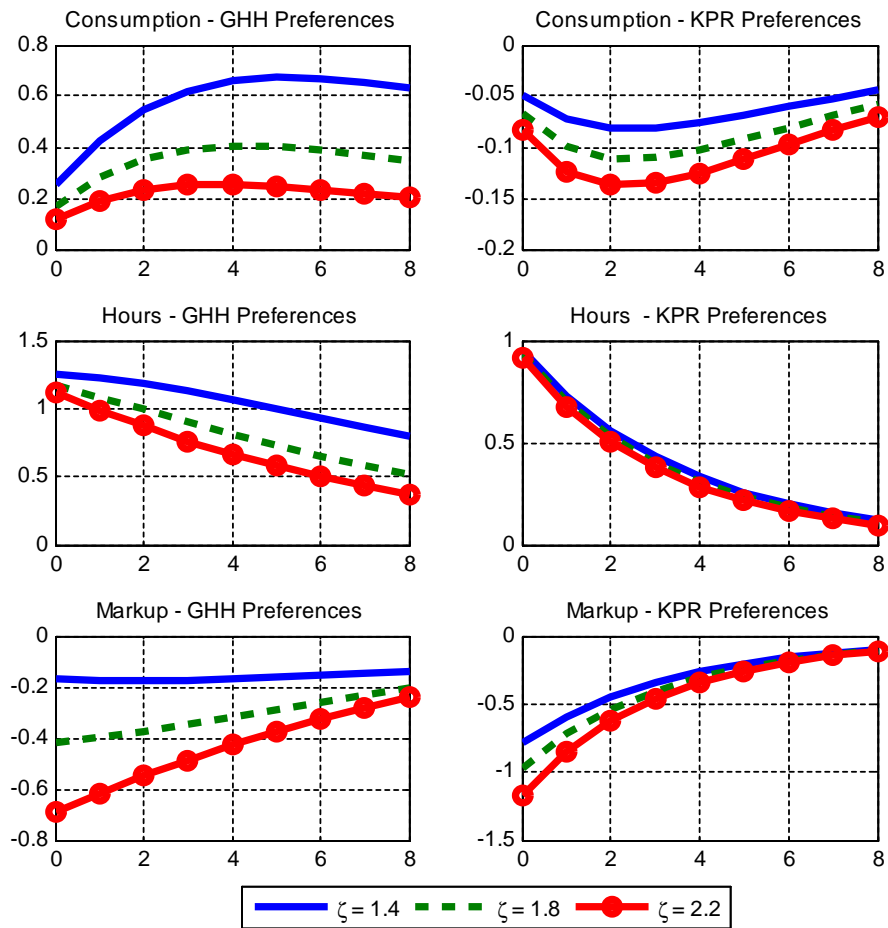 Consumption - GHH Preferences
0.8
0.6
0.4
0.2
0
0 2 4 6 8
Consumption - KPR Preferences
0
-0.05
-0.1
-0.15
-0.2
0 2 4 6 8
Hours - GHH Preferences
1.5
1
0.5
0
0 2 4 6 8
Hours - KPR Preferences
1
0.5
0
0 2 4 6 8
Markup - GHH Preferences
0
-0.2
-0.4
-0.6
-0.8
0 2 4 6 8
Markup - KPR Preferences
0
-0.5
-1
-1.5
0 2 4 6 8
ζ = 1.4 ζ = 1.8 ζ = 2.2